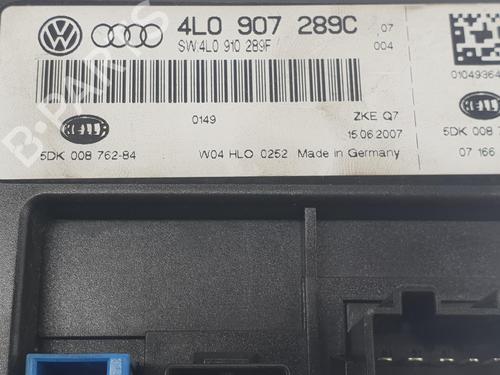 4L0 907 289C ,07
SW:4L0 910 289F 004
0149 ZKE Q7
15.06.2007
HELLA
5DK 008 762-84 W04 HLO 0252 Made in Germany
01049364
HELLA
5DK 008 7
07 166
B-PARTS